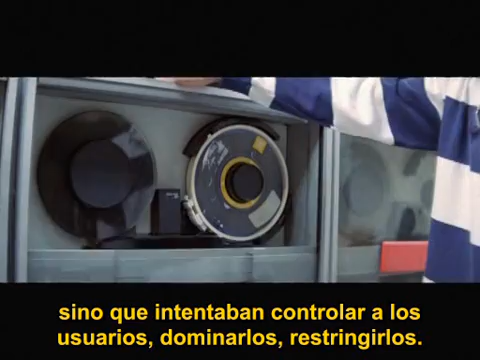 sino que intentaban controlar a los
usuarios, dominarlos, restringirlos.